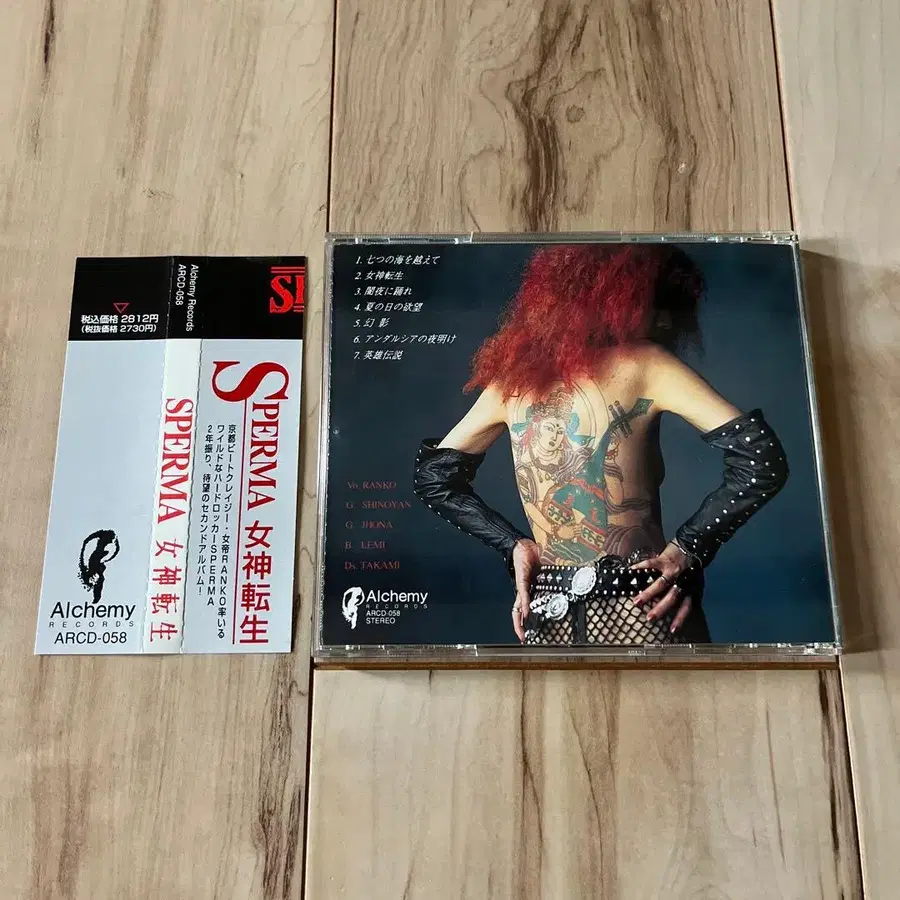 税込価格 2812円
(税抜価格 2730円)
Alchemy
RECORDS
ARCD-058
Alchemy Records
ARCD-058
SPERMA 女神転生
SPERMA 女神転生
京都ビートクレイジー・女帝RANKO率いる
ワイルドなハードロッカーSPERMA
2年振り、待望のセカンドアルバム!
1. 七つの海を越えて
2. 女神転生
3. 闇夜に踊れ
4. 夏の日の欲望
5. 幻影
6. アンダルシアの夜明け
7. 英雄伝説
Vo. RANKO
G. SHINOYAN
G. JHONA
B. LEMI
Ds. TAKAMI
Alchemy
RECORDS
ARCD-058
STEREO